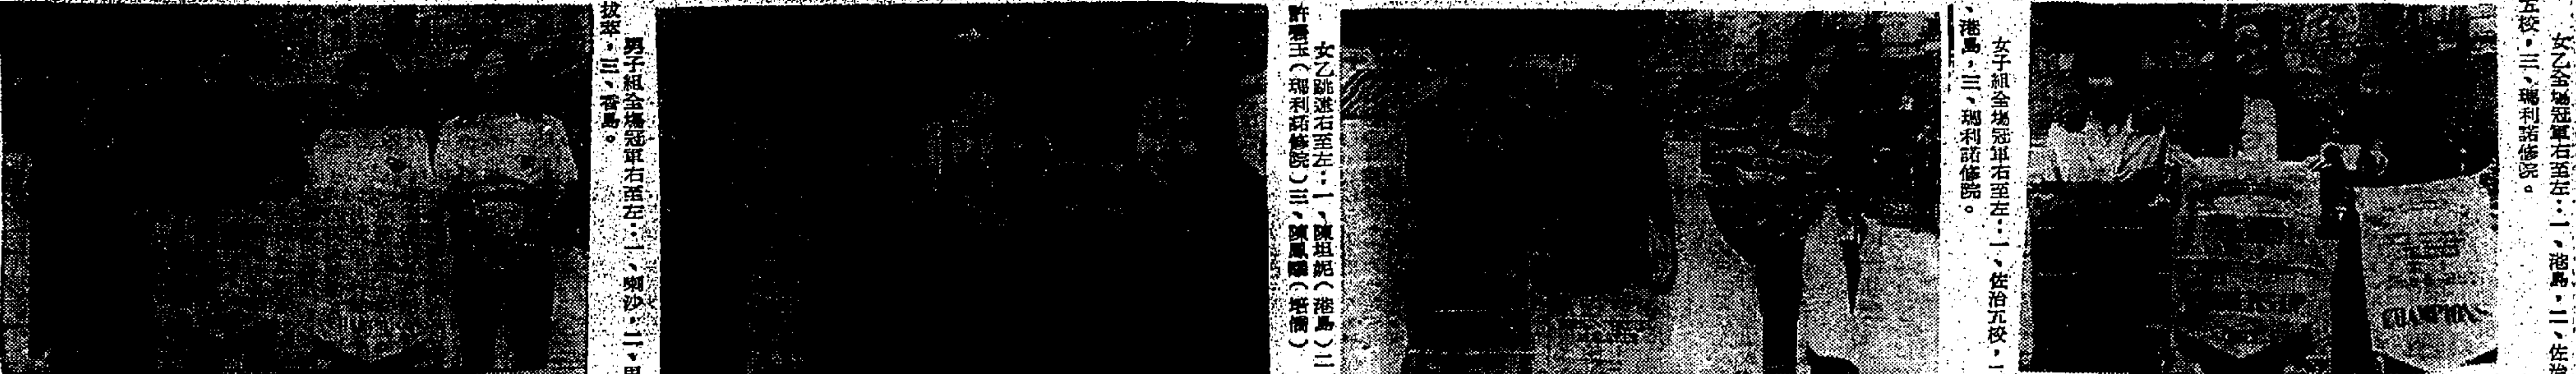 女乙全場冠軍右至左：一、港島，二、佐治
五校，三、瑪利諾修院。
女子組全場冠軍右至左：一、佐治五校，二
、港島，三、瑪利諾修院。
女乙跳遠右至左：一、陳坦妮（港島）二
許 玉（瑪利諾修院）三、陳鳳 （培僑）
男子組全場冠軍右至左：一、喇沙，二、男
拔萃，三、香島。
CHAMPIONS